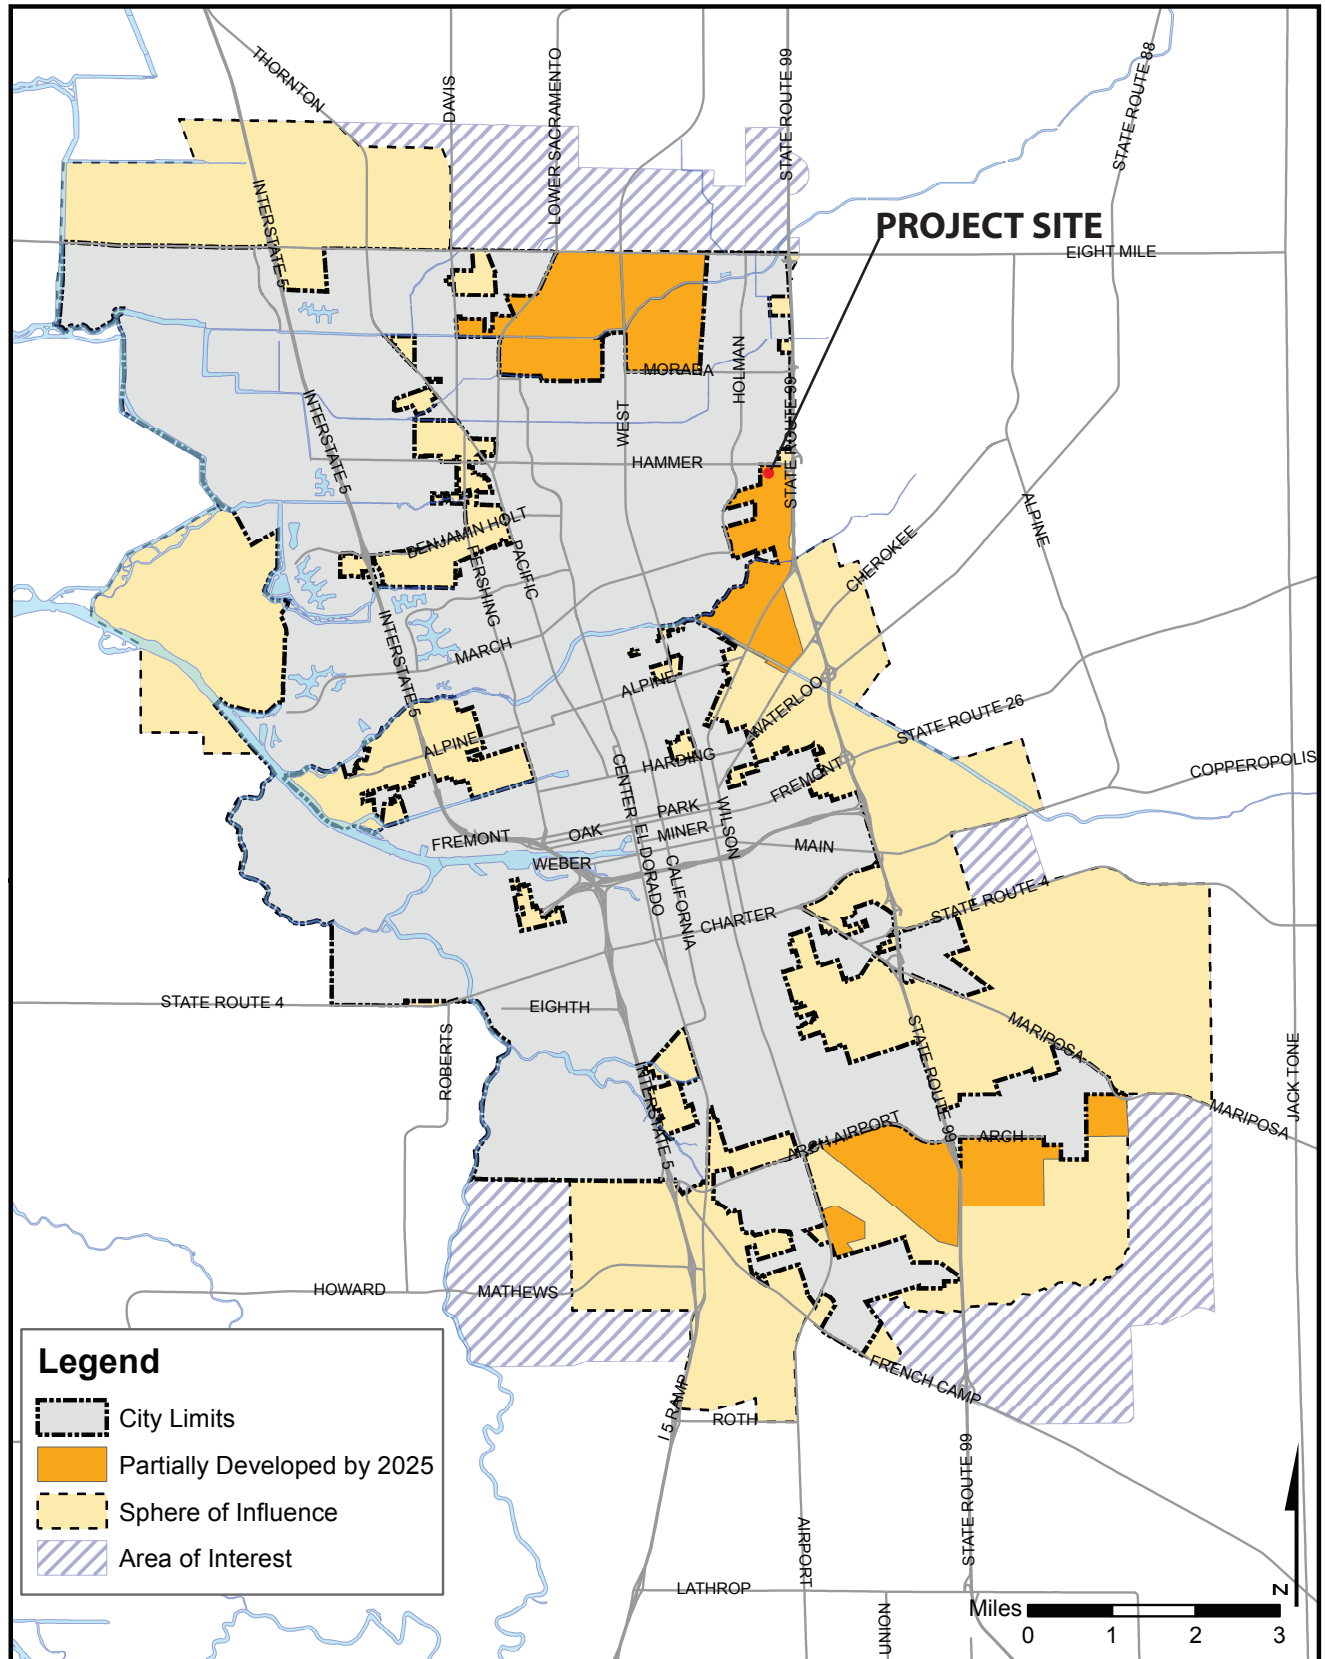 THORNTON
DAVIS
LOWER SACRAMENTO
STATE ROUTE 99
STATE ROUTE 88
INTERSTATE 5
PROJECT SITE
EIGHT MILE
MORADA
HOLMAN
INTERSTATE 5
WEST
STATE ROUTE 99
HAMMER
BENJAMIN HOLT
PERSHING
PACIFIC
ALPINE
CHEROKEE
INTERSTATE 5
MARCH
ALPINE
WATERLOO
STATE ROUTE 26
ALPINE
HARDING
CENTER
FREMONT
COPPEROPOLIS
PARK
WILSON
FREMONT
OAK
MINER
MAIN
WEBER
EL DORADO
CALIFORNIA
CHARTER
STATE ROUTE 4
STATE ROUTE 4
EIGHTH
ROBERTS
STATE ROUTE 99
MARIPOSA
JACK TONE
INTERSTATE 5
ARCH AIRPORT
ARCH
MARIPOSA
HOWARD
MATHEWS
FRENCH CAMP
I 5 RAMP
ROTH
STATE ROUTE 99
AIRPORT
LATHROP
UNION
Legend
City Limits
Partially Developed by 2025
Sphere of Influence
Area of Interest
Z
Miles
0 1 2 3